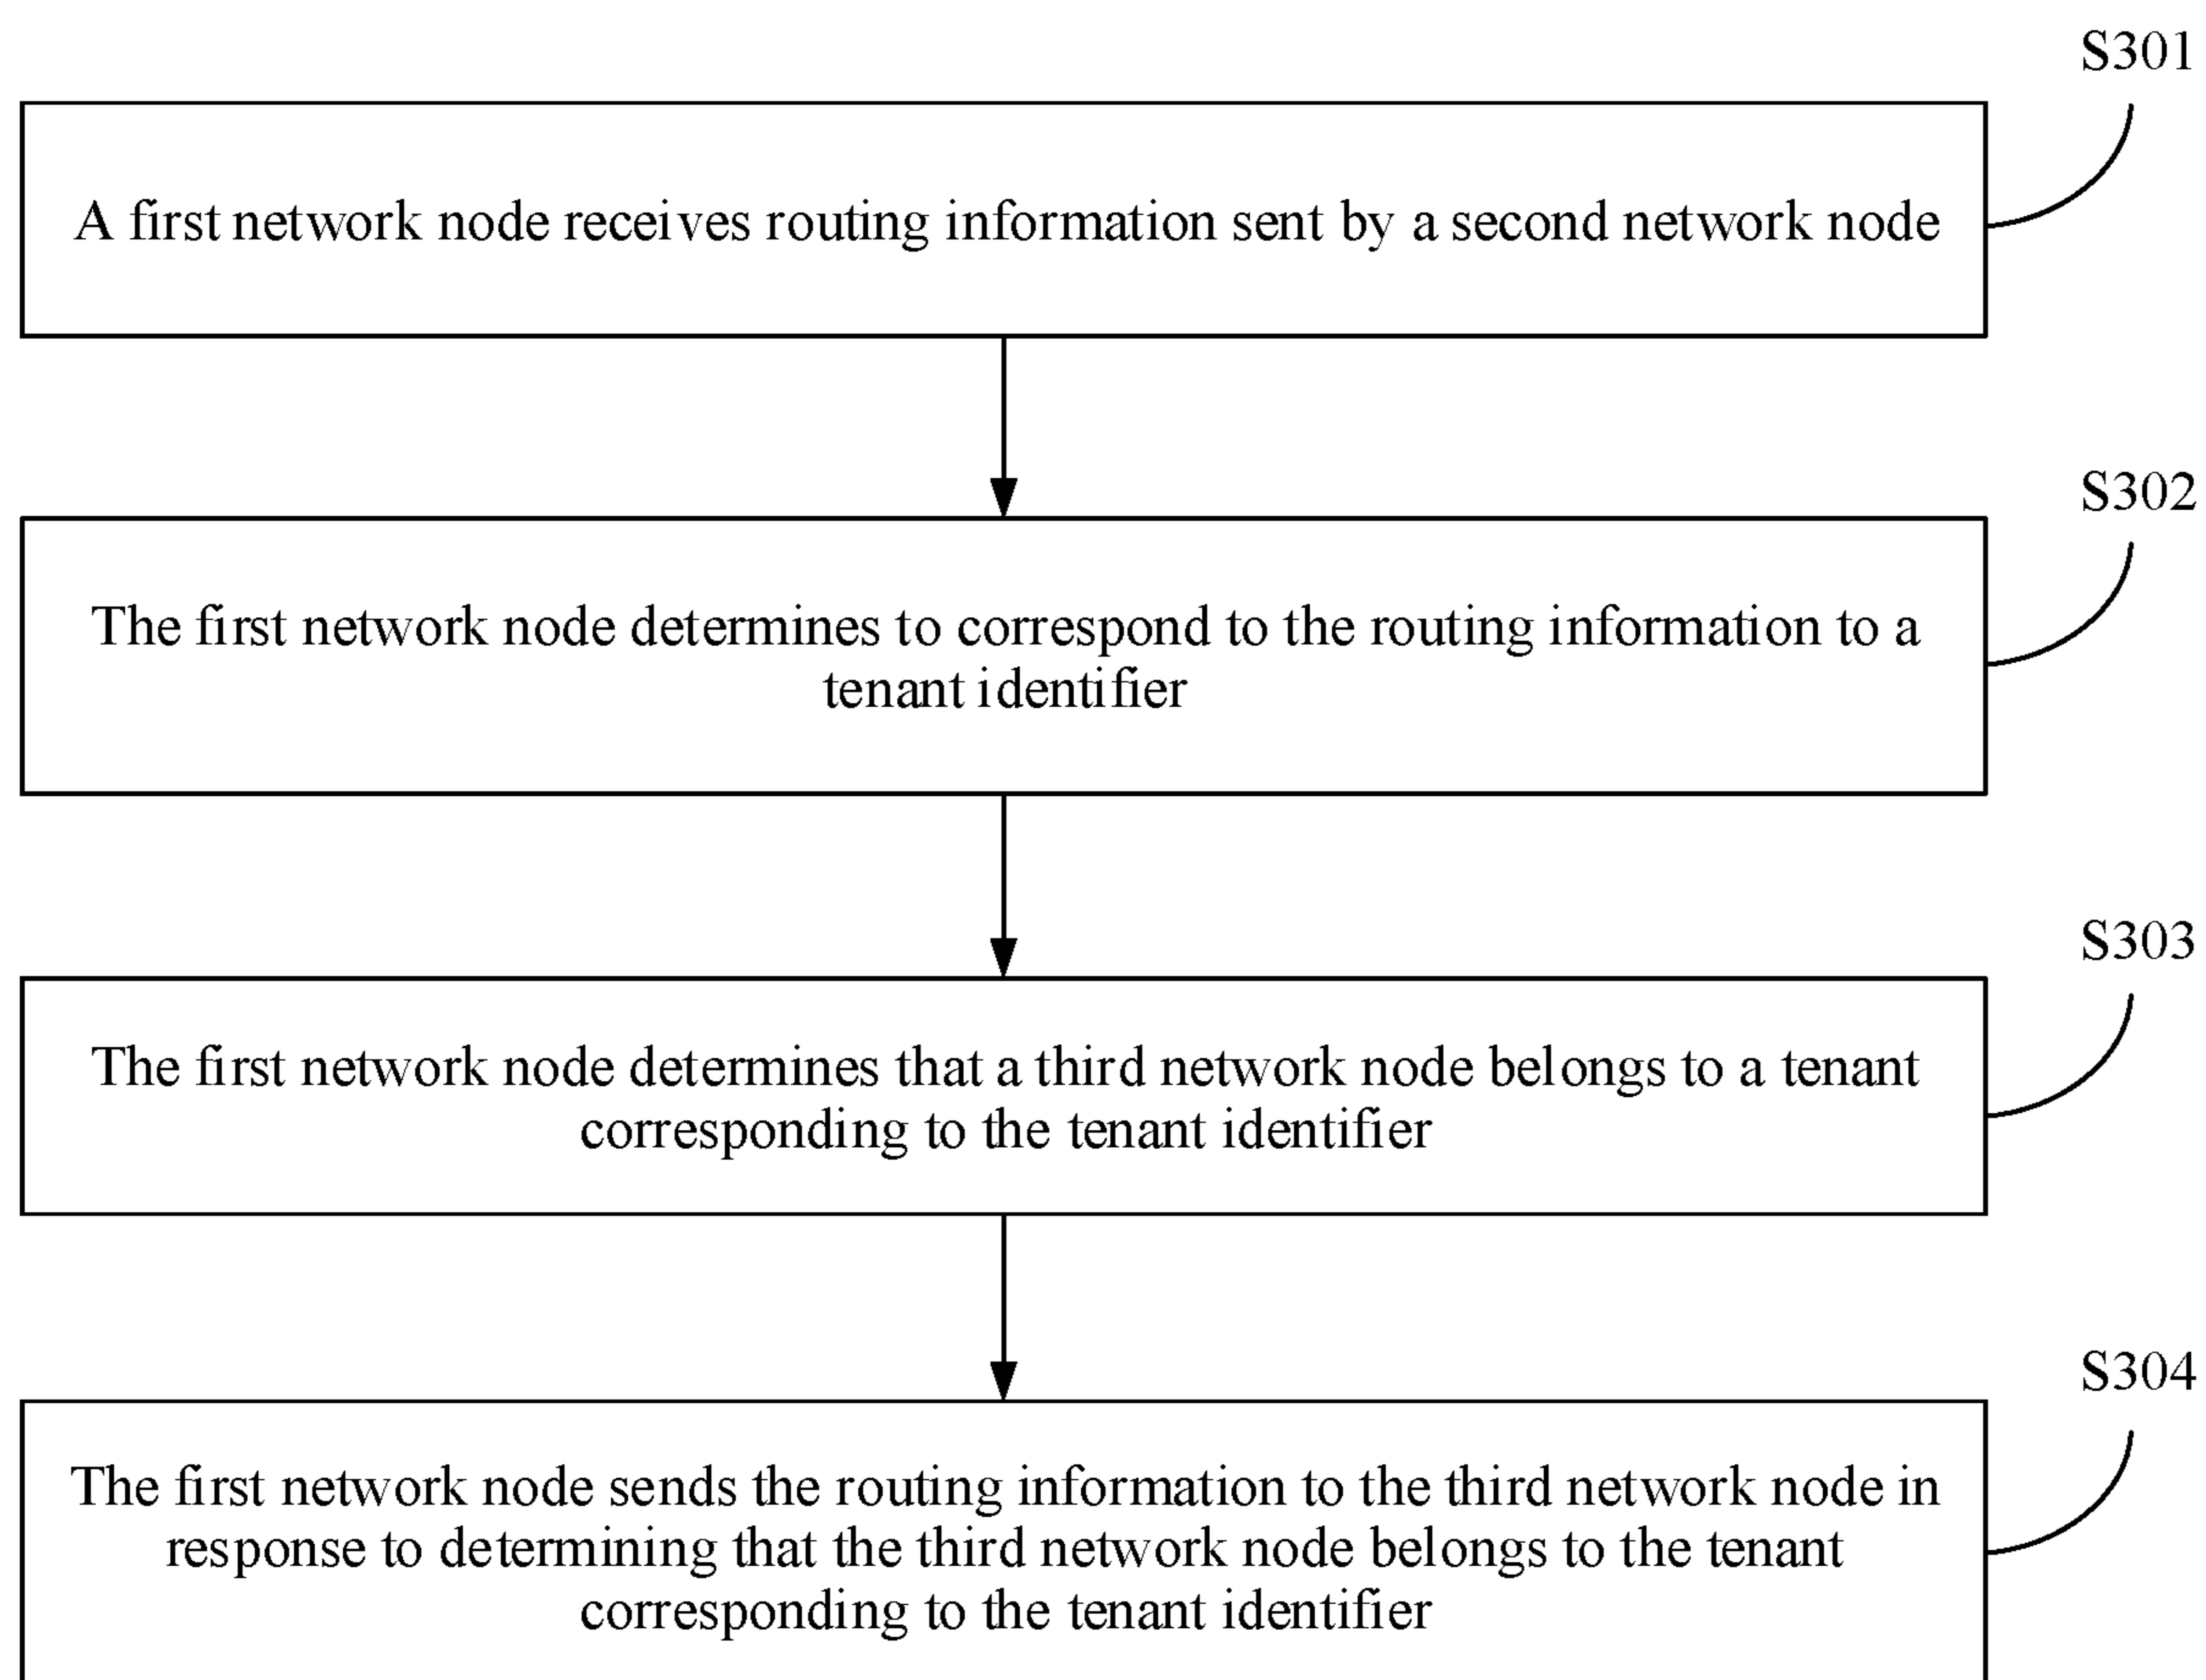 S301
A first network node receives routing information sent by a second network node
S302
The first network node determines to correspond to the routing information to a
tenant identifier
S303
The first network node determines that a third network node belongs to a tenant
corresponding to the tenant identifier
S304
The first network node sends the routing information to the third network node in
response to determining that the third network node belongs to the tenant
corresponding to the tenant identifier